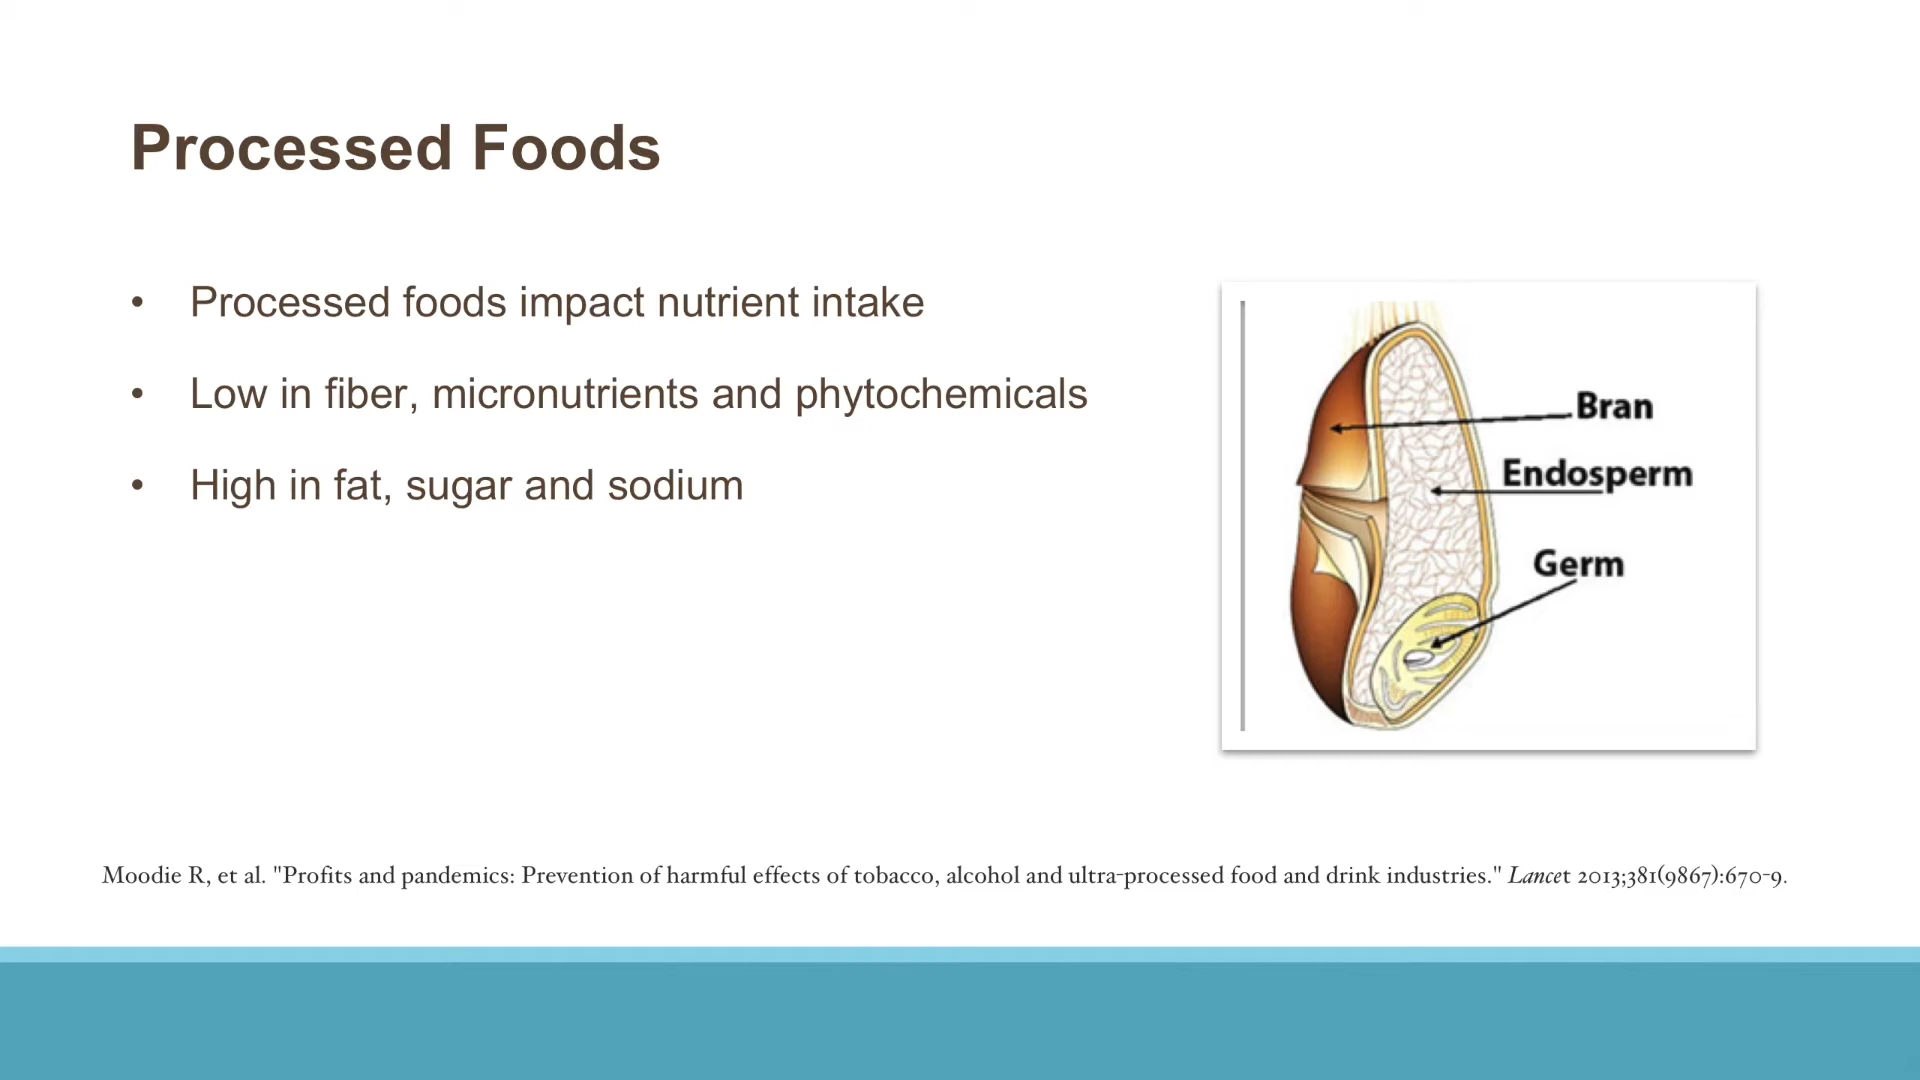 Processed Foods
• Processed foods impact nutrient intake
• Low in fiber, micronutrients and phytochemicals
• High in fat, sugar and sodium
Bran
Endosperm
Germ
Moodie R, et al. "Profits and pandemics: Prevention of harmful effects of tobacco, alcohol and ultra-processed food and drink industries." Lancet 2013;381(9867):670-9.